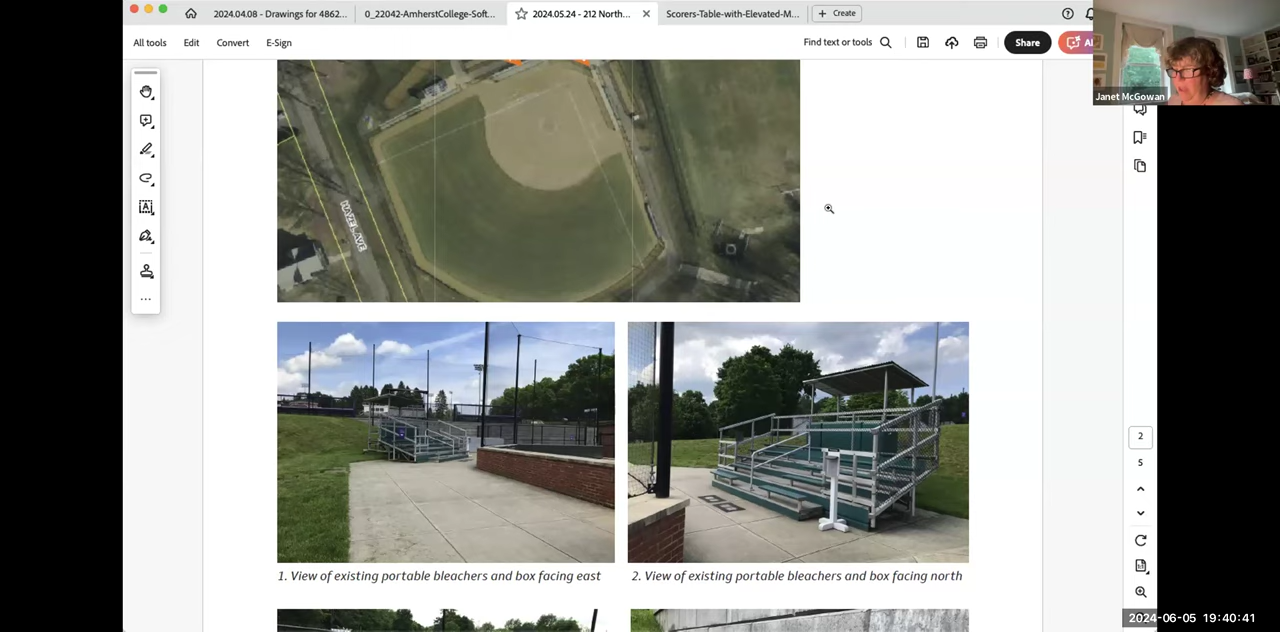 2024.04.08 - Drawings for 4862...
0_22042-AmherstCollege-Soft...
2024.05.24 - 212 North...
Scorers-Table-with-Elevated-M...
+ Create
All tools
Edit
Convert
E-Sign
Find text or tools
Share
AI
Janet McGowan
HAZEL AVE
2
5
1. View of existing portable bleachers and box facing east
2. View of existing portable bleachers and box facing north
2024-06-05 19:40:41